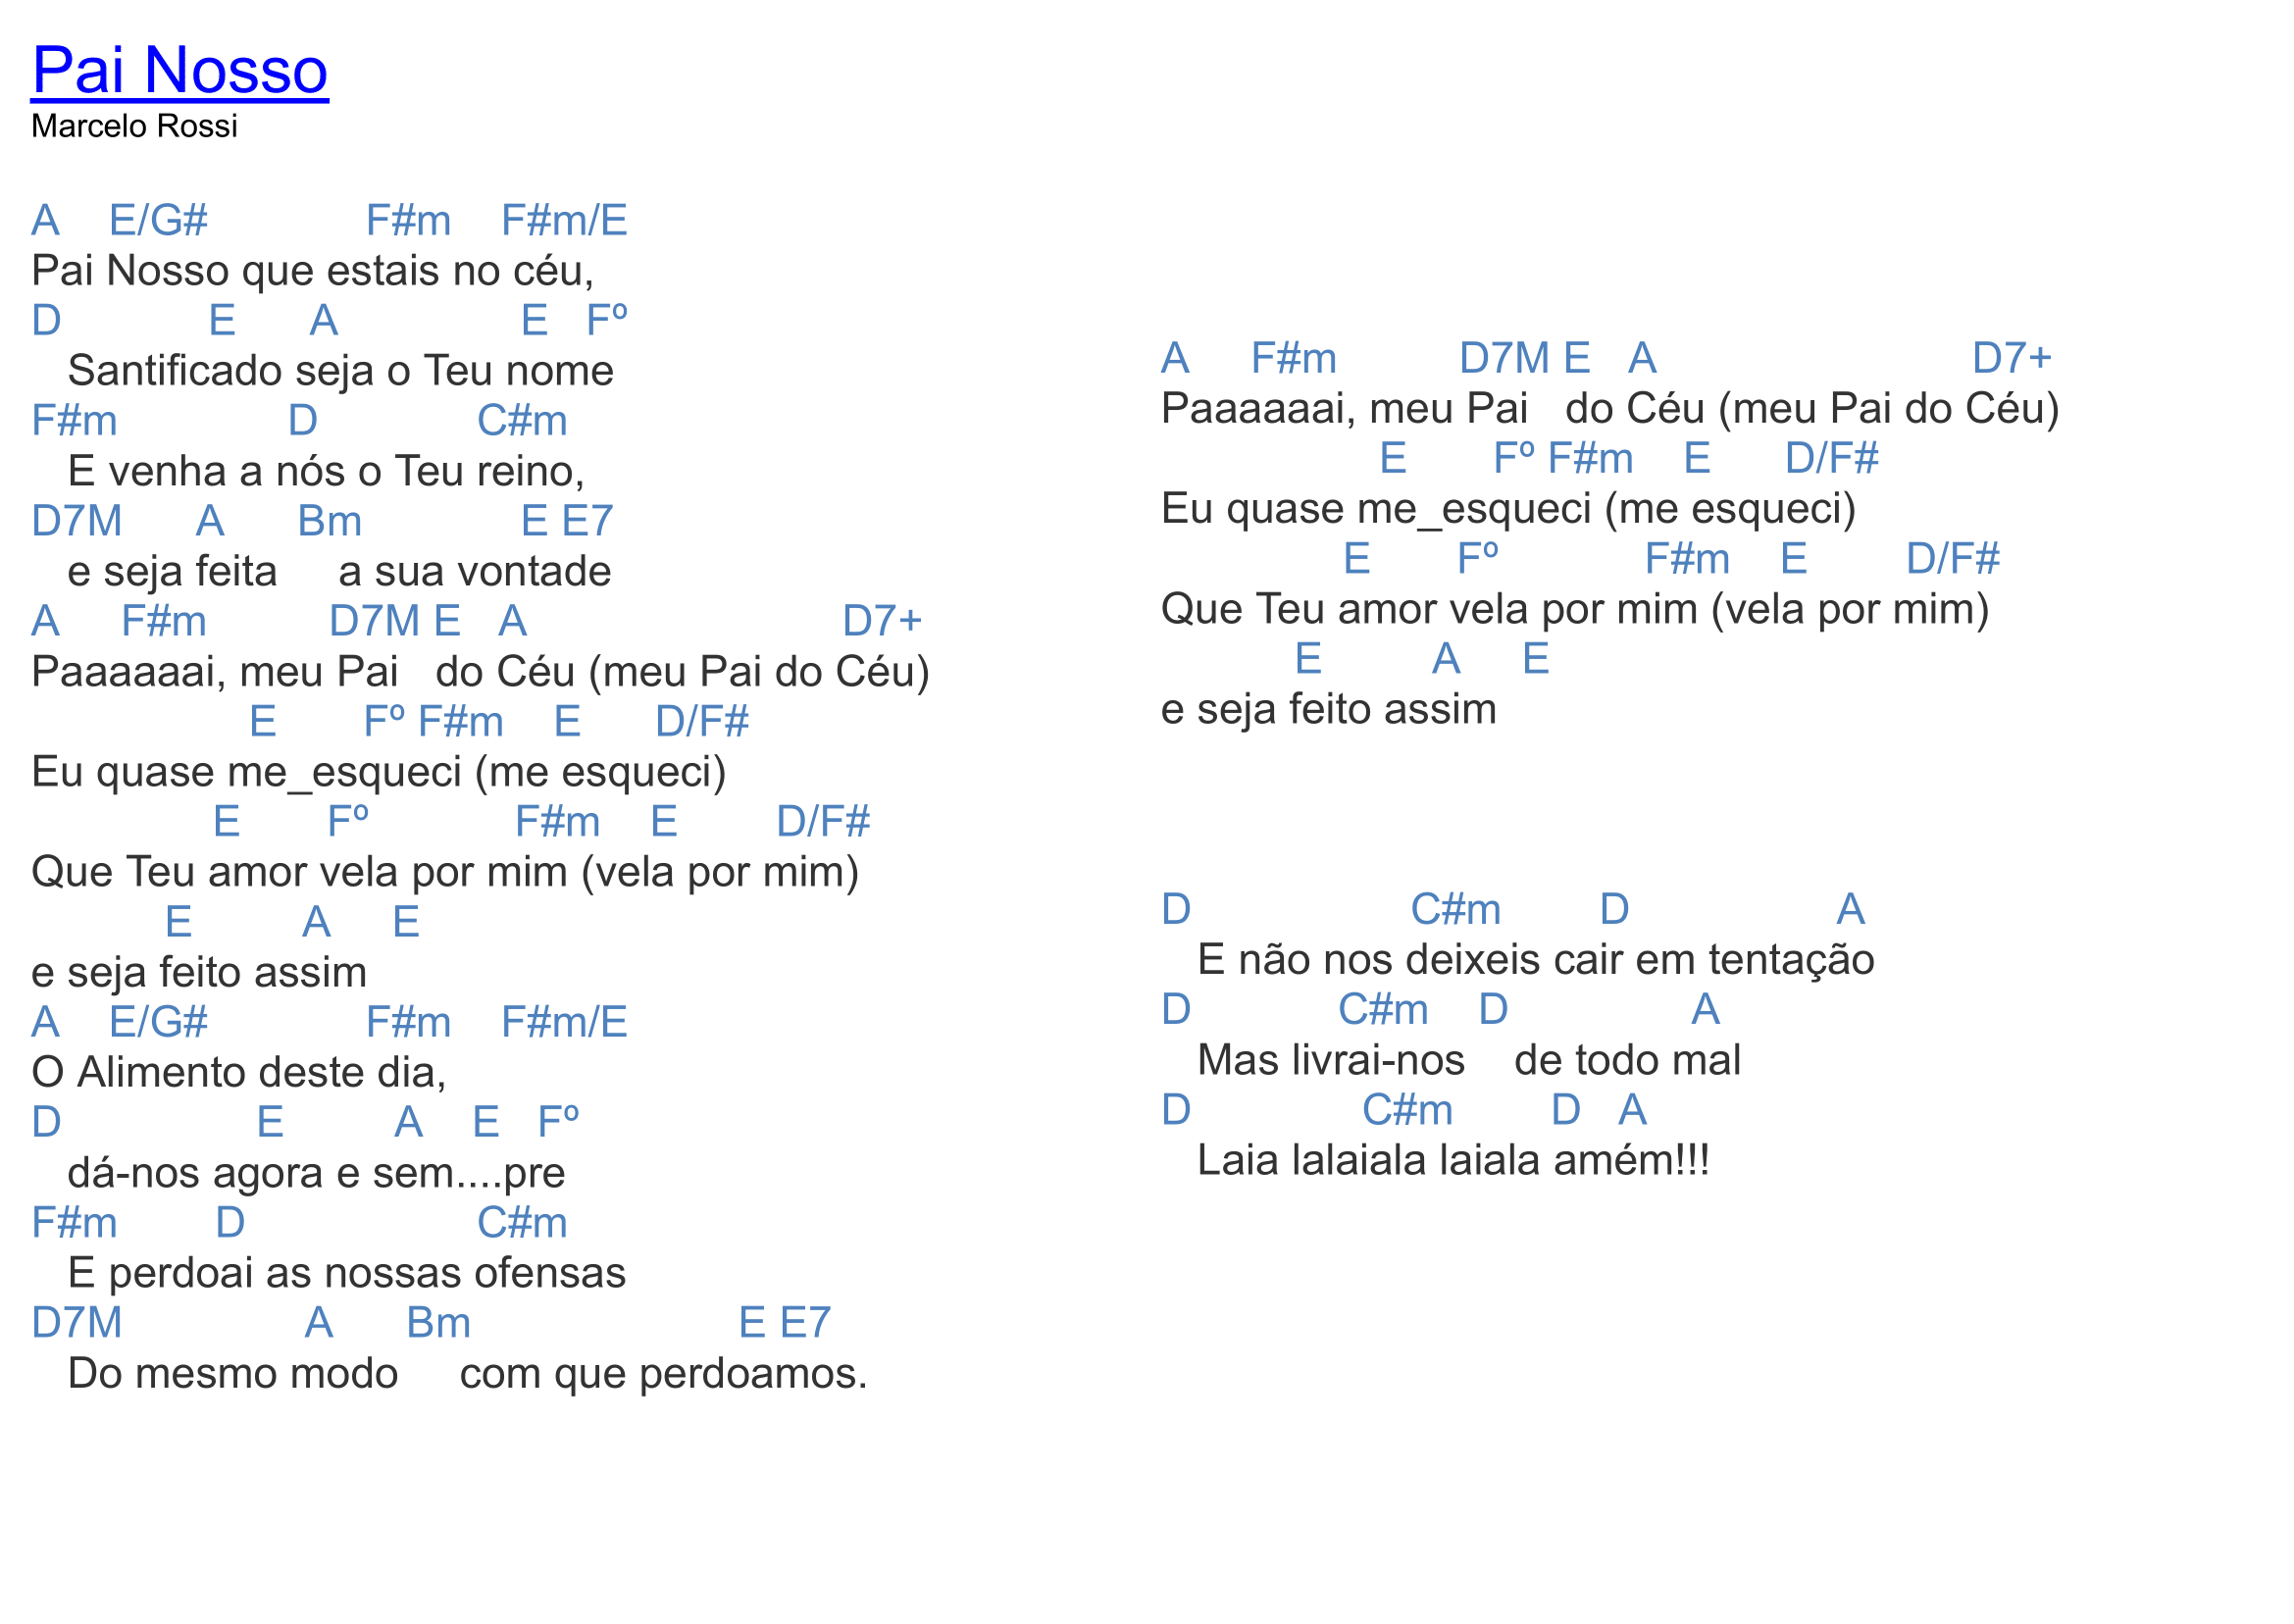 Pai Nosso
Marcelo Rossi
A E/G# F#m F#m/E
Pai Nosso que estais no céu,
D E A E Fº
Santificado seja o Teu nome
F#m D C#m
E venha a nós o Teu reino,
D7M A Bm E E7
e seja feita a sua vontade
A F#m D7M E A D7+
Paaaaaai, meu Pai do Céu (meu Pai do Céu)
E Fº F#m E D/F#
Eu quase me_esqueci (me esqueci)
E Fº F#m E D/F#
Que Teu amor vela por mim (vela por mim)
E A E
e seja feito assim
A E/G# F#m F#m/E
O Alimento deste dia,
D E A E Fº
dá-nos agora e sem....pre
F#m D C#m
E perdoai as nossas ofensas
D7M A Bm E E7
Do mesmo modo com que perdoamos.
A F#m D7M E A D7+
Paaaaaai, meu Pai do Céu (meu Pai do Céu)
E Fº F#m E D/F#
Eu quase me_esqueci (me esqueci)
E Fº F#m E D/F#
Que Teu amor vela por mim (vela por mim)
E A E
e seja feito assim
D C#m D A
E não nos deixeis cair em tentação
D C#m D A
Mas livrai-nos de todo mal
D C#m D A
Laia lalaiala laiala amém!!!